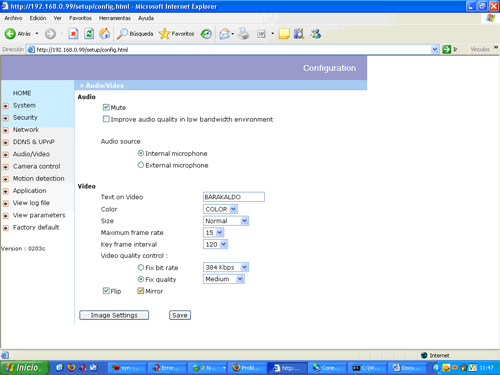 http://192.168.0.99/setup/config.html - Microsoft Internet Explorer
Archivo Edición Ver Favoritos Herramientas Ayuda
Atrás Búsqueda Favoritos
Dirección http://192.168.0.99/setup/config.html Ir Vínculos »
Configuration
> Audio/Video
HOME
System
Security
Network
DDNS & UPnP
Audio/Video
Camera control
Motion detection
Application
View log file
View parameters
Factory default
Version : 0203c
Audio
Mute
Improve audio quality in low bandwidth environment
Audio source
Internal microphone
External microphone
Video
Text on Video BARAKALDO
Color COLOR
Size Normal
Maximum frame rate 15
Key frame interval 120
Video quality control :
Fix bit rate 384 Kbps
Fix quality Medium
Flip Mirror
Image Settings Save
Internet
Inicio
syn - Error... 2 N Probl... http:... Cone... C:\W... Docu... 11:47